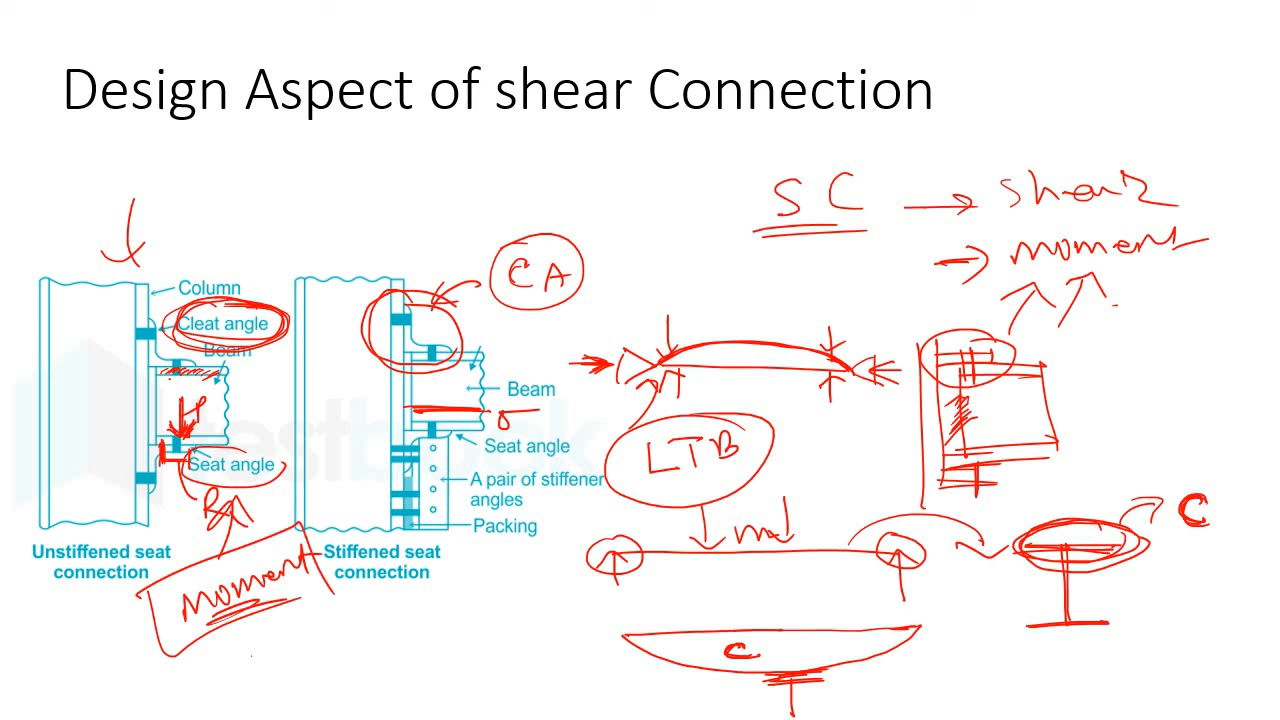 Design Aspect of shear Connection
SC → shear
→ moment
CA
Column
Cleat angle
Beam
Beam
Seat angle
Seat angle
A pair of stiffener
angles
Packing
LTB
C
Unstiffened seat
connection
Stiffened seat
connection
moment
C